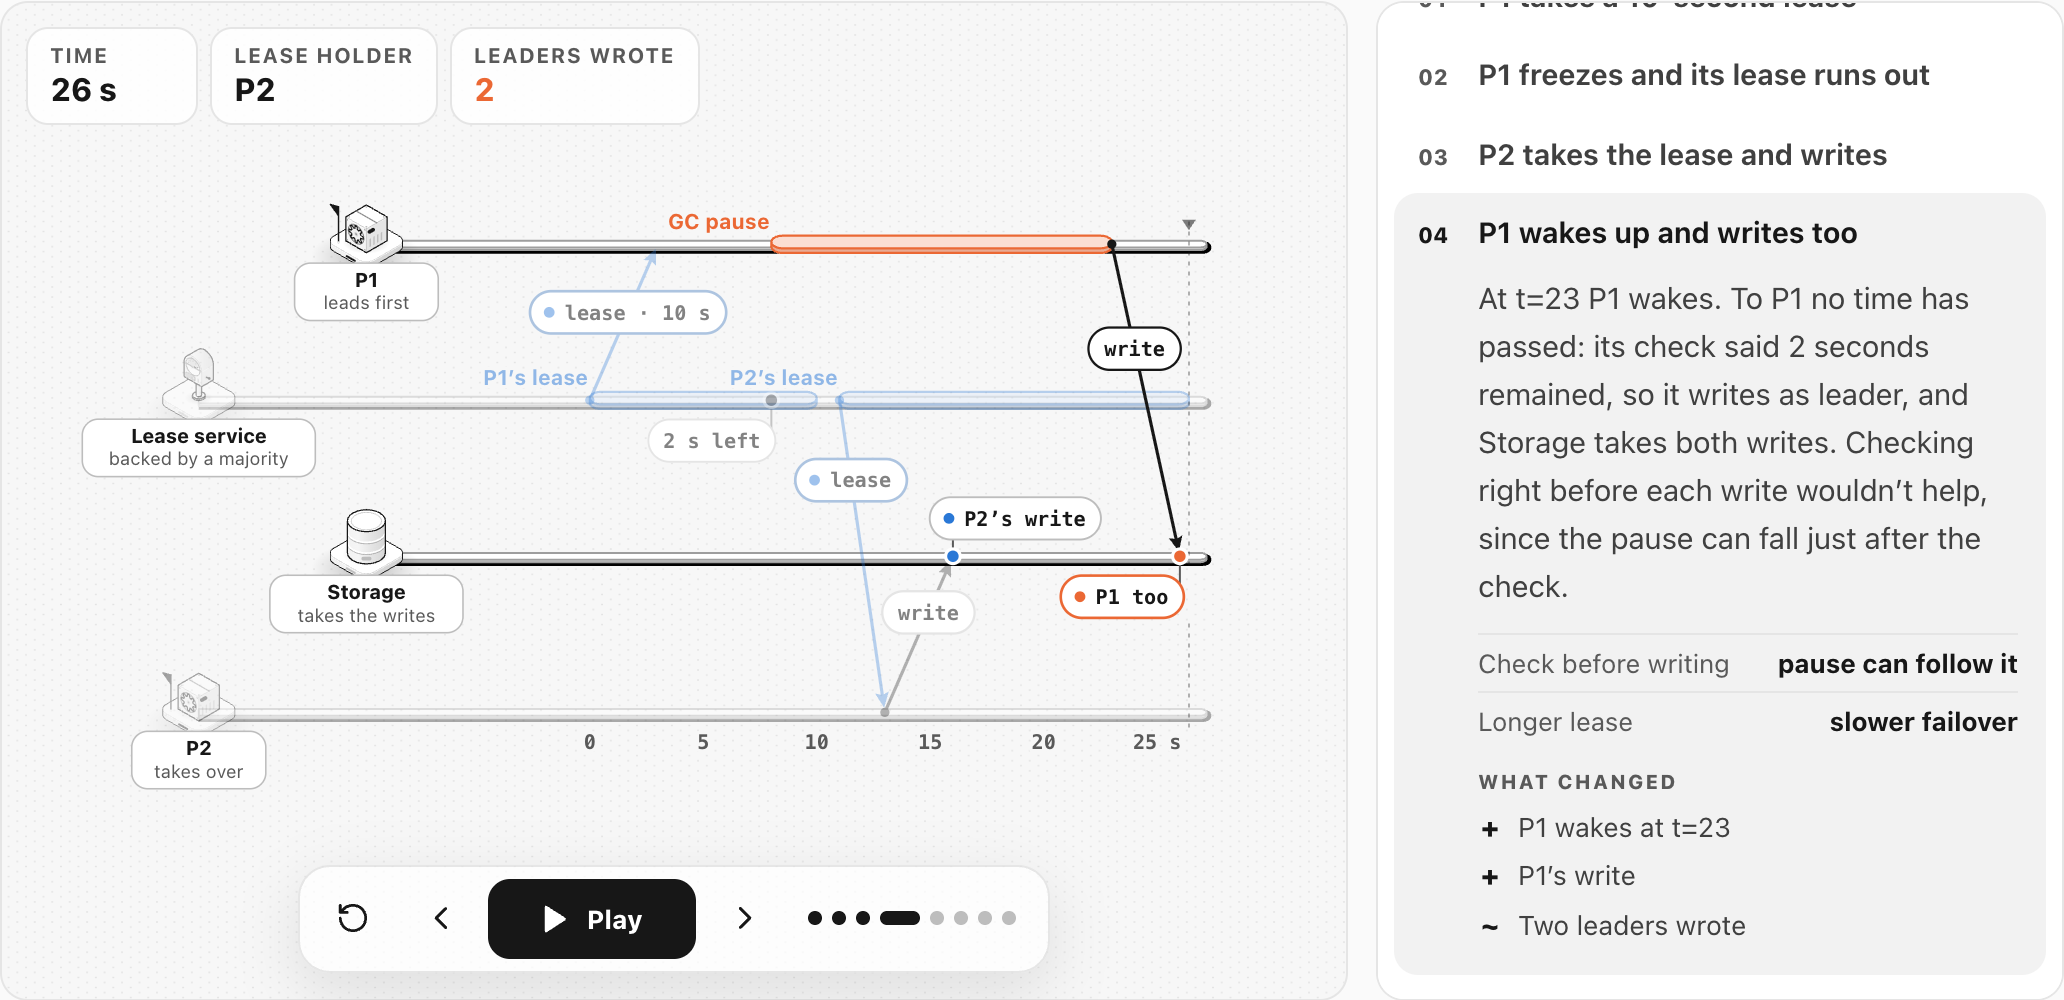 TIME
26 s
LEASE HOLDER
P2
LEADERS WROTE
2
GC pause
P1
leads first
lease · 10 s
write
P1's lease
P2's lease
Lease service
backed by a majority
2 s left
lease
P2's write
Storage
takes the writes
P1 too
write
P2
takes over
0
5
10
15
20
25 s
Play
01 P1 takes a 10-second lease
02 P1 freezes and its lease runs out
03 P2 takes the lease and writes
04 P1 wakes up and writes too
At t=23 P1 wakes. To P1 no time has
passed: its check said 2 seconds
remained, so it writes as leader, and
Storage takes both writes. Checking
right before each write wouldn't help,
since the pause can fall just after the
check.
Check before writing pause can follow it
Longer lease slower failover
WHAT CHANGED
+ P1 wakes at t=23
+ P1's write
~ Two leaders wrote